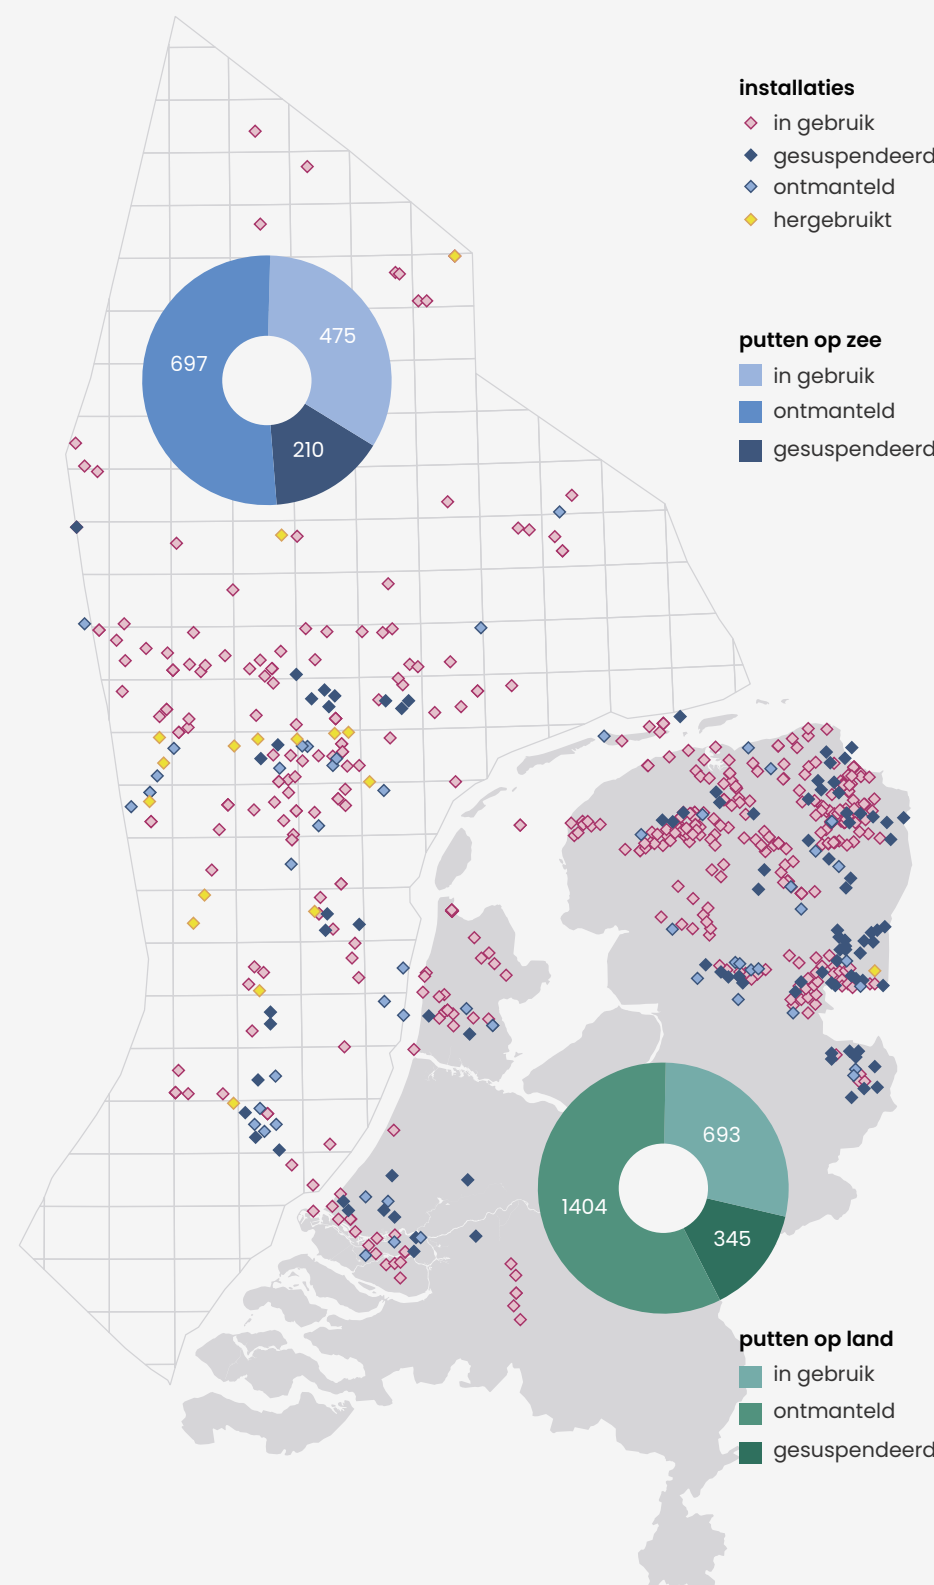 installaties
in gebruik
gesuspendeerd
ontmanteld
hergebruikt
475
697
210
putten op zee
in gebruik
ontmanteld
gesuspendeerd
693
1404
345
putten op land
in gebruik
ontmanteld
gesuspendeerd